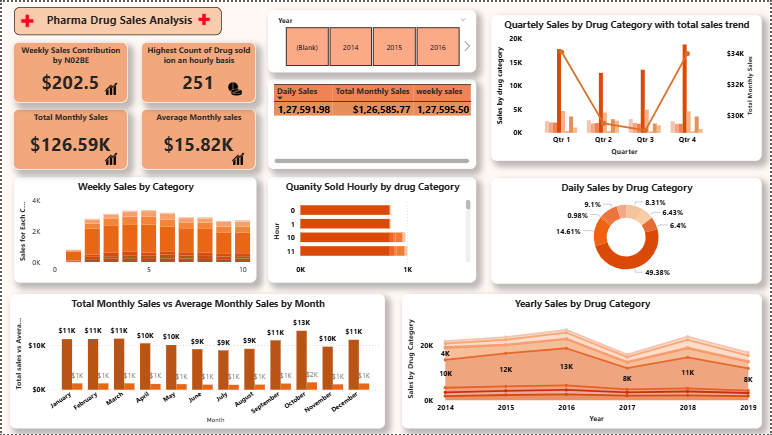 Pharma Drug Sales Analysis
Weekly Sales Contribution
by N02BE
$202.5
Highest Count of Drug sold
ion an hourly basis
251
Total Monthly Sales
$126.59K
Average Monthly sales
$15.82K
Year
(Blank)
2014
2015
2016
Daily Sales Total Monthly Sales weekly sales
1,27,591.98 $1,26,585.77 1,27,595.50
Quartely Sales by Drug Category with total sales trend
Sales by drug category
20K
15K
10K
5K
0K
Qtr 1 Qtr 2 Qtr 3 Qtr 4
Quarter
$34K
$32K
$30K
Total Monthly Sales
Weekly Sales by Category
Sales for Each C...
4K
2K
0K
0 5 10
Quanity Sold Hourly by drug Category
Hour
0
1
10
11
0K 1K
Daily Sales by Drug Category
8.31%
6.43%
6.4%
49.38%
14.61%
0.98%
9.1%
Total Monthly Sales vs Average Monthly Sales by Month
Total sales vs Avera...
$10K
$0K
$11K $11K $11K $10K $10K $9K $9K $9K $11K $13K $10K $11K
$1K $1K $1K $1K $1K $1K $1K $1K $1K $2K $1K $1K
January February March April May June July August September October November December
Month
Yearly Sales by Drug Category
Sales by Drug Category
20K
0K
4K
10K 12K 13K 8K 11K 8K
2014 2015 2016 2017 2018 2019
Year